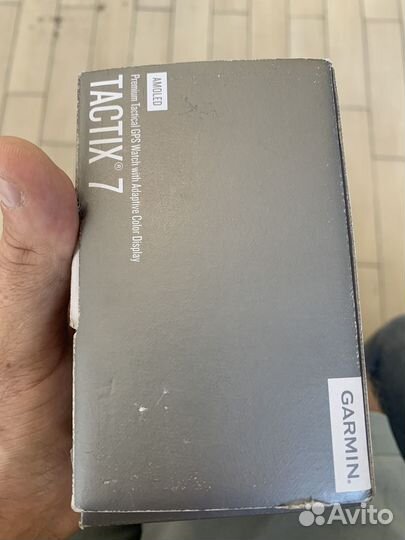 AMOLED
TACTIX® 7
Premium Tactical GPS Watch with Adaptive Color Display
GARMIN®
Avito